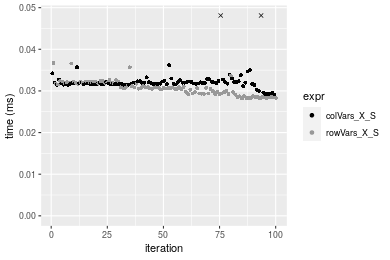 0.05
0.04
0.03
0.02
0.01
0.00
time (ms)
0
25
50
75
100
iteration
expr
colVars_X_S
rowVars_X_S